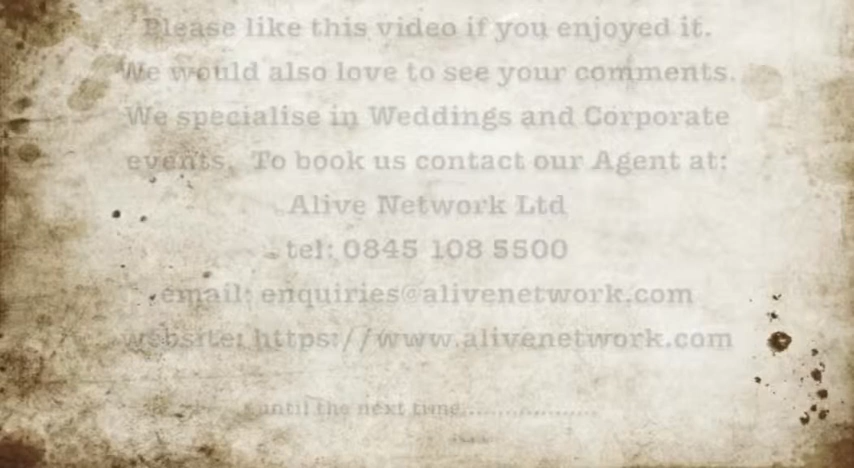 Please like this video if you enjoyed it.
We would also love to see your comments.
We specialise in Weddings and Corporate
events. To book us contact our Agent at:
Alive Network Ltd
tel: 0845 108 5500
email: enquiries@alivenetwork.com
website: https://www.alivenetwork.com
until the next time..................